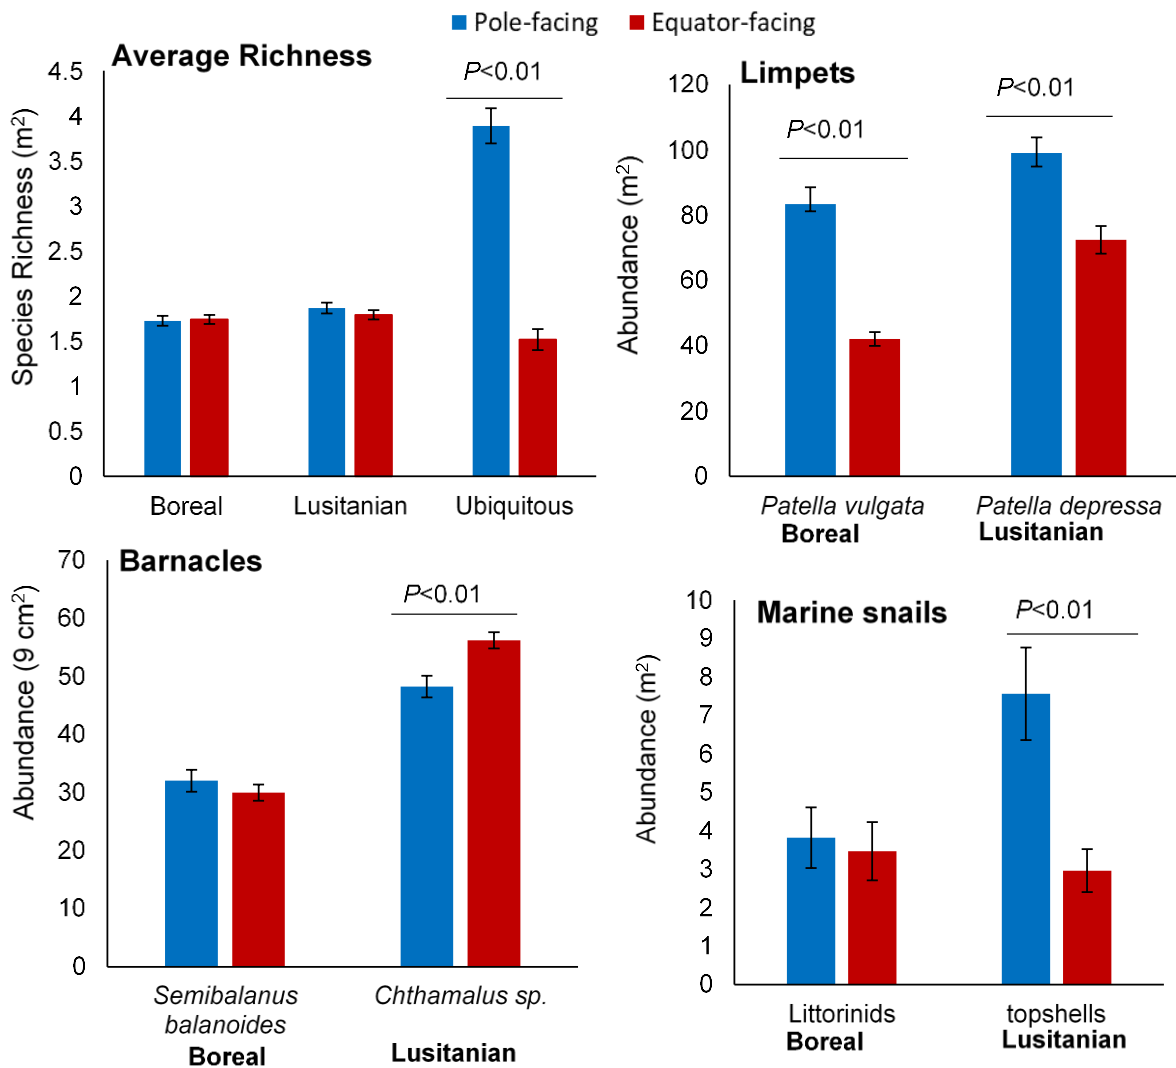 Pole-facing Equator-facing
Average Richness
P<0.01
Species Richness (m²)
4.5
4
3.5
3
2.5
2
1.5
1
0.5
0
Boreal Lusitanian Ubiquitous
Limpets
P<0.01
P<0.01
Abundance (m²)
120
100
80
60
40
20
0
Patella vulgata Patella depressa
Boreal Lusitanian
Barnacles
P<0.01
Abundance (9 cm²)
70
60
50
40
30
20
10
0
Semibalanus Chthamalus sp.
balanoides
Boreal Lusitanian
Marine snails
P<0.01
Abundance (m²)
10
9
8
7
6
5
4
3
2
1
0
Littorinids topshells
Boreal Lusitanian